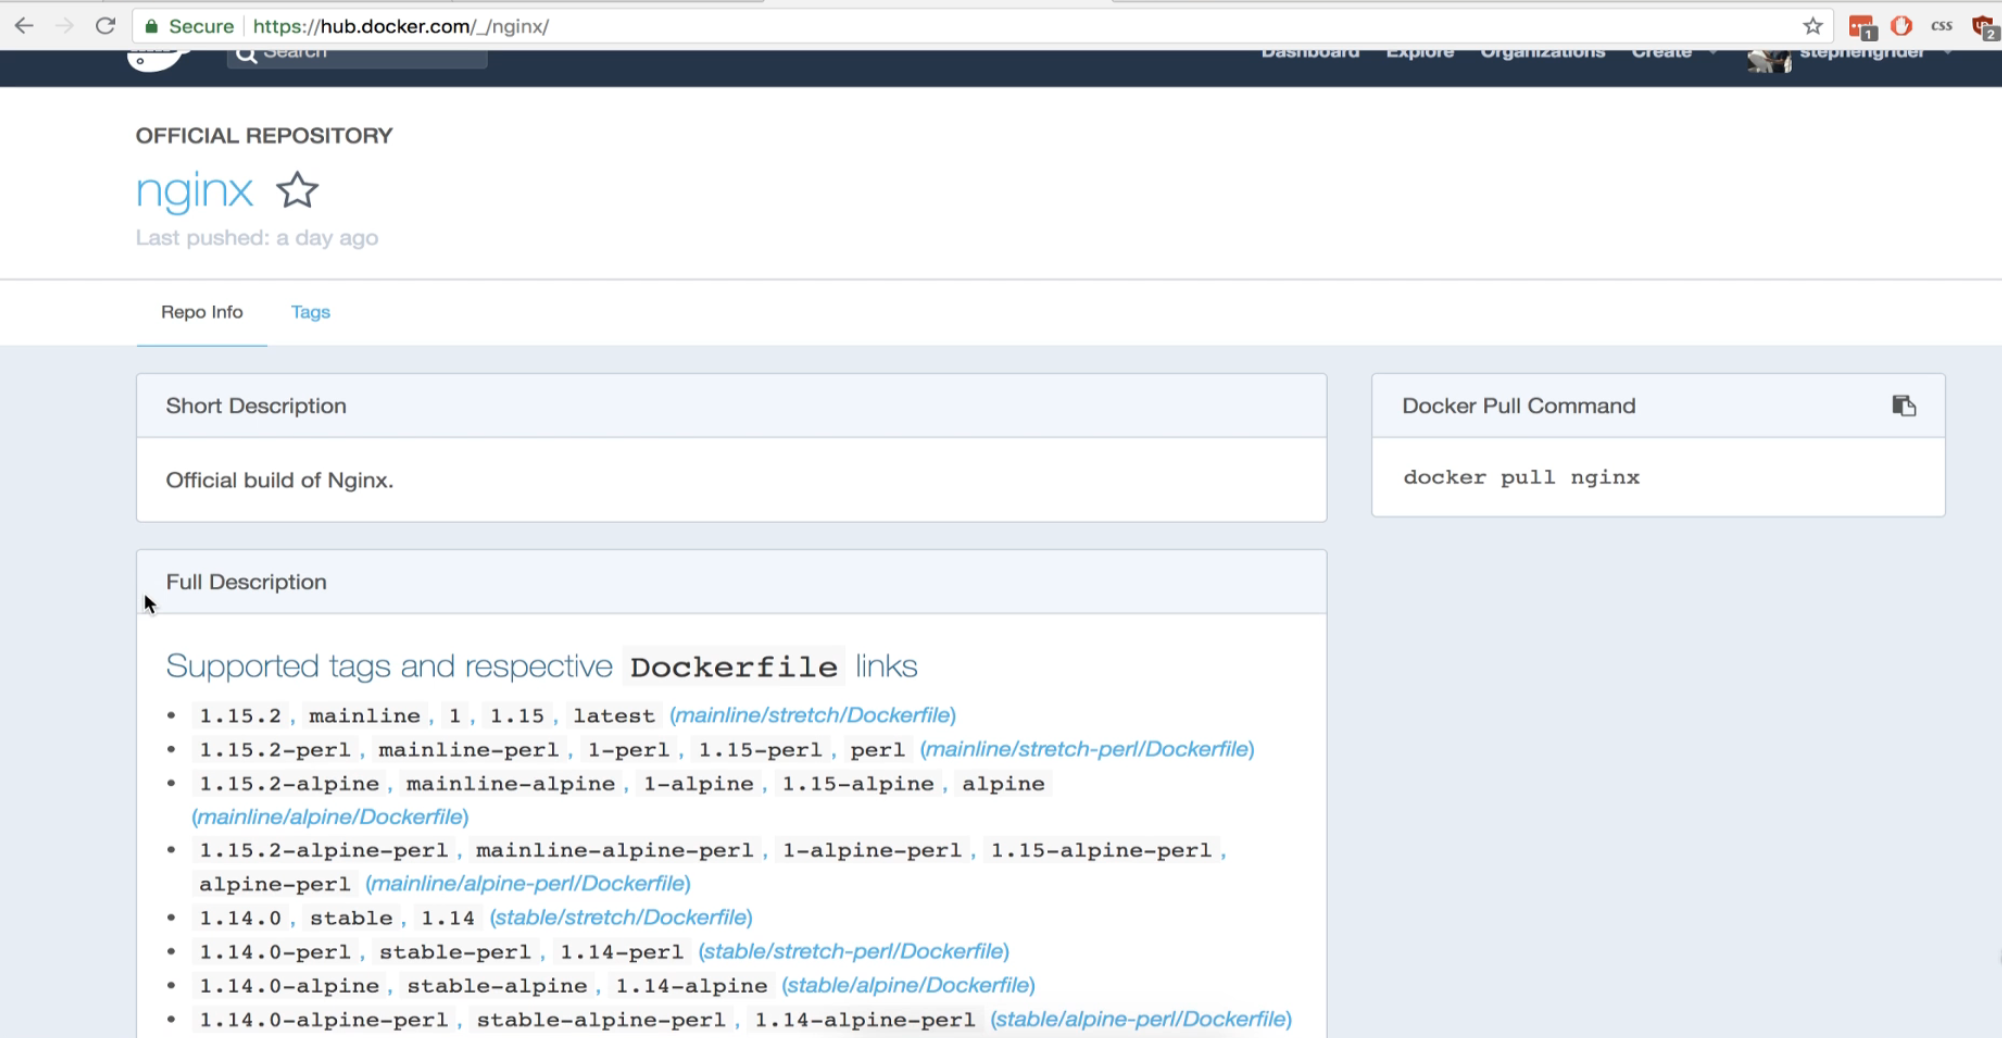 Secure https://hub.docker.com/_/nginx/
1 CSS 2
Search Dashboard Explore Organizations Create stephengrider
OFFICIAL REPOSITORY
nginx
Last pushed: a day ago
Repo Info Tags
Short Description
Official build of Nginx.
Docker Pull Command
docker pull nginx
Full Description
Supported tags and respective Dockerfile links
• 1.15.2, mainline, 1, 1.15, latest (mainline/stretch/Dockerfile)
• 1.15.2-perl, mainline-perl, 1-perl, 1.15-perl, perl (mainline/stretch-perl/Dockerfile)
• 1.15.2-alpine, mainline-alpine, 1-alpine, 1.15-alpine, alpine
(mainline/alpine/Dockerfile)
• 1.15.2-alpine-perl, mainline-alpine-perl, 1-alpine-perl, 1.15-alpine-perl,
alpine-perl (mainline/alpine-perl/Dockerfile)
• 1.14.0, stable, 1.14 (stable/stretch/Dockerfile)
• 1.14.0-perl, stable-perl, 1.14-perl (stable/stretch-perl/Dockerfile)
• 1.14.0-alpine, stable-alpine, 1.14-alpine (stable/alpine/Dockerfile)
• 1.14.0-alpine-perl, stable-alpine-perl, 1.14-alpine-perl (stable/alpine-perl/Dockerfile)